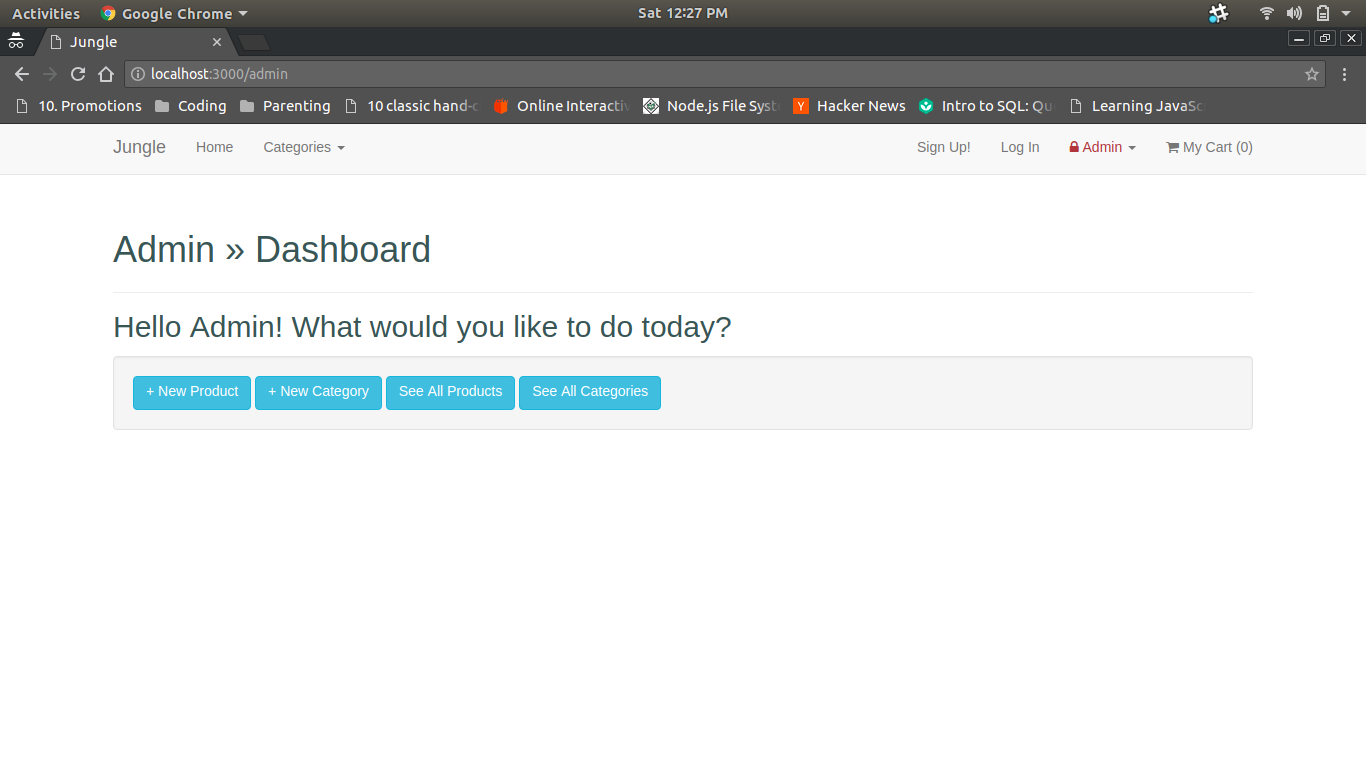 Activities Google Chrome Sat 12:27 PM
Jungle
localhost:3000/admin
10. Promotions Coding Parenting 10 classic hand- Online Interactiv Node.js File Syst Hacker News Intro to SQL: Qu Learning JavaSc
Jungle Home Categories Sign Up! Log In Admin My Cart (0)
Admin » Dashboard
Hello Admin! What would you like to do today?
+ New Product + New Category See All Products See All Categories